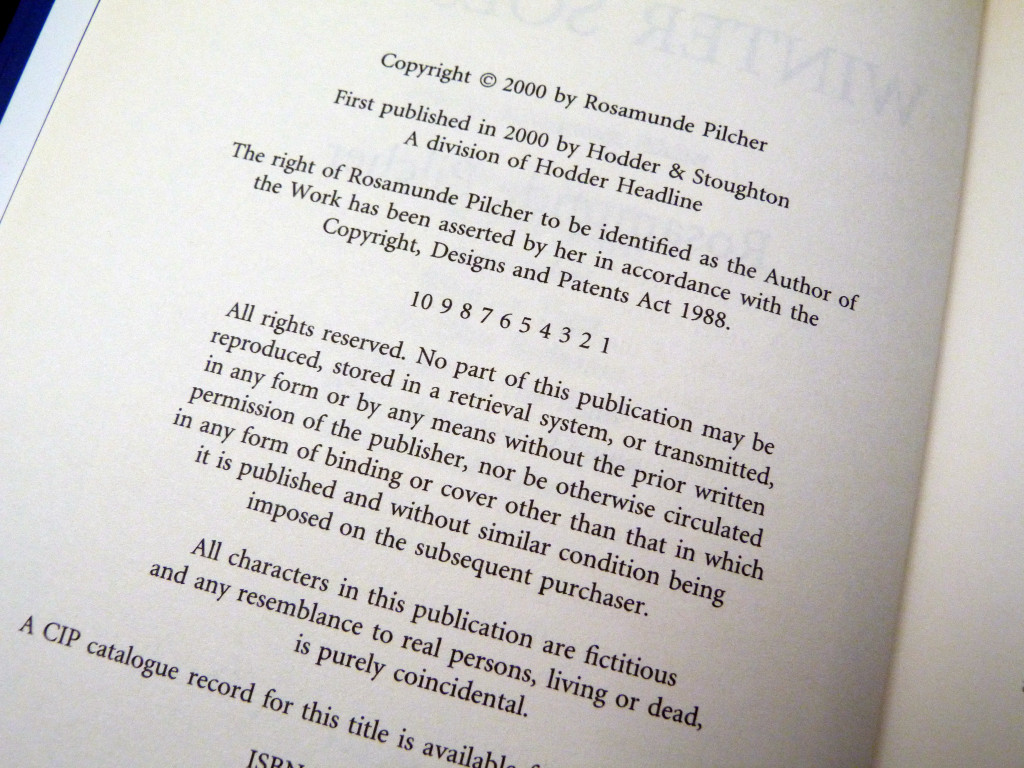 Copyright © 2000 by Rosamunde Pilcher
First published in 2000 by Hodder & Stoughton
A division of Hodder Headline
The right of Rosamunde Pilcher to be identified as the Author of
the Work has been asserted by her in accordance with the
Copyright, Designs and Patents Act 1988.
10 9 8 7 6 5 4 3 2 1
All rights reserved. No part of this publication may be
reproduced, stored in a retrieval system, or transmitted,
in any form or by any means without the prior written
permission of the publisher, nor be otherwise circulated
in any form of binding or cover other than that in which
it is published and without similar condition being
imposed on the subsequent purchaser.
All characters in this publication are fictitious
and any resemblance to real persons, living or dead,
is purely coincidental.
A CIP catalogue record for this title is available
ISBN